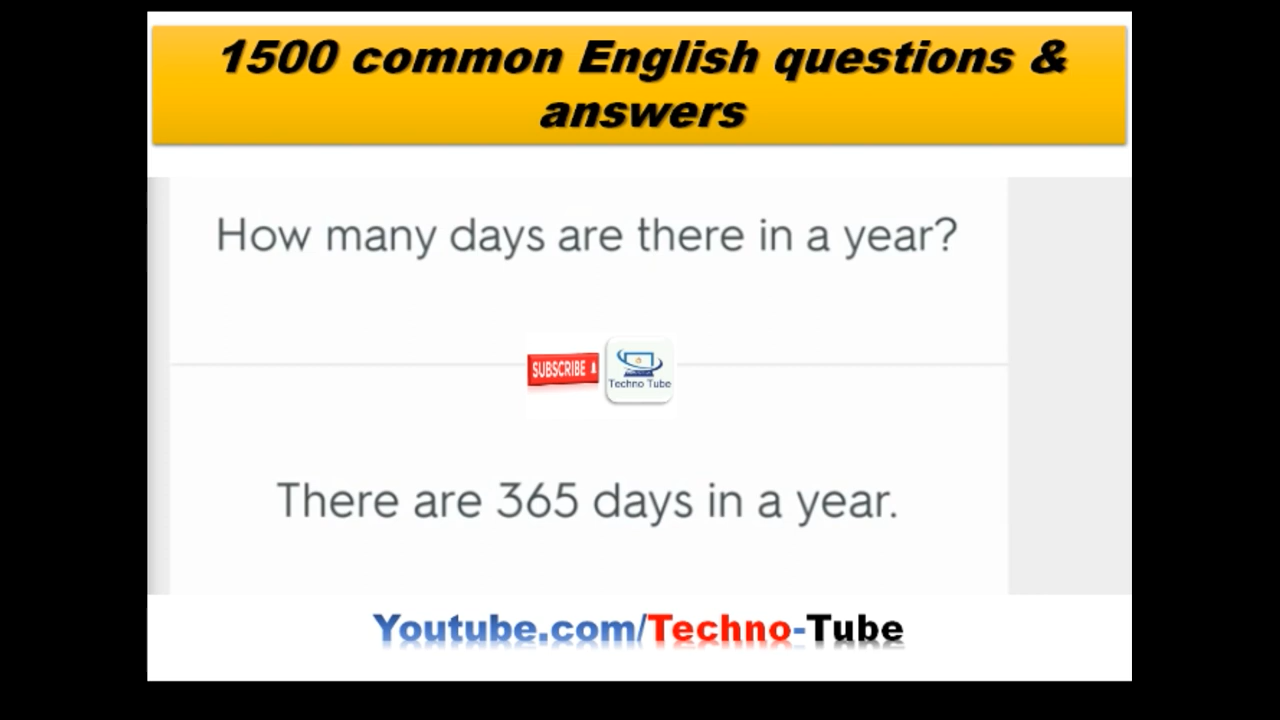 1500 common English questions &
answers
How many days are there in a year?
SUBSCRIBE
Techno Tube
There are 365 days in a year.
Youtube.com/Techno-Tube